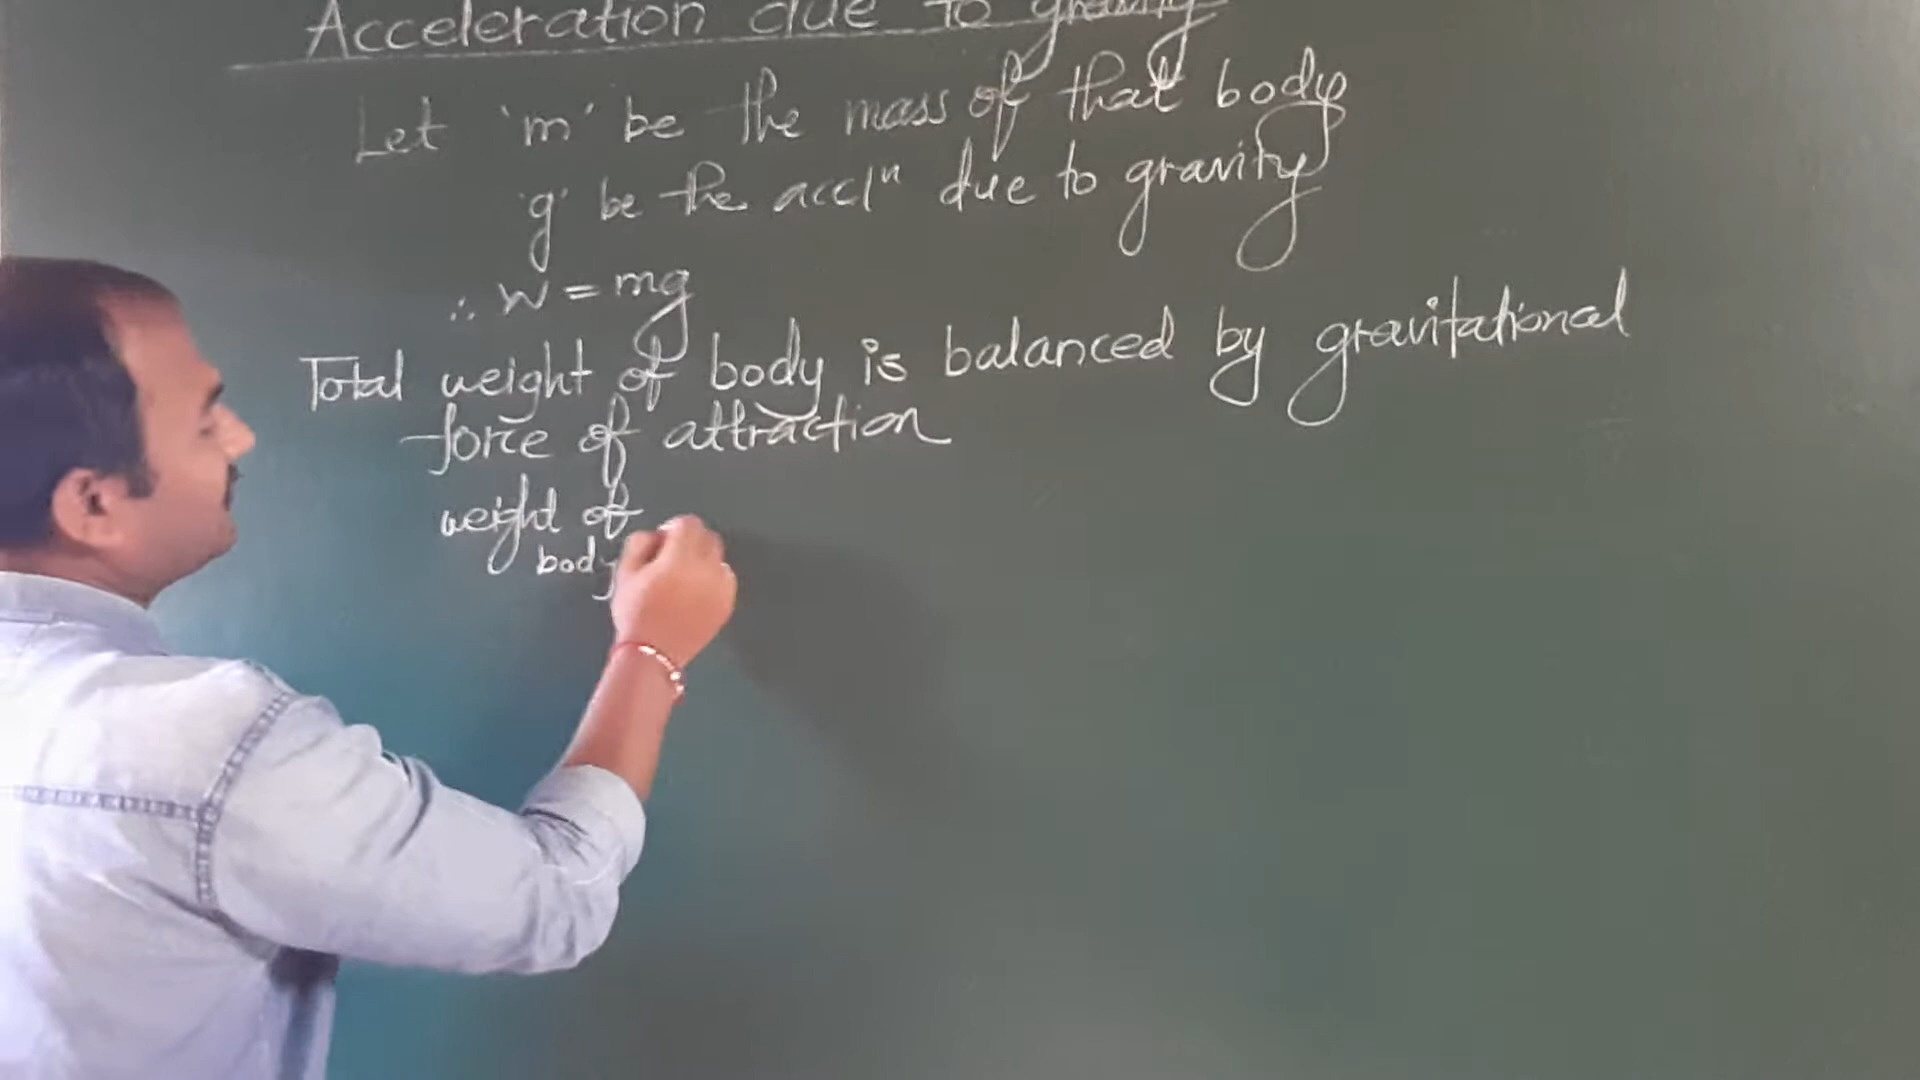 Acceleration due to gravity
Let 'm' be the mass of that body
'g' be the acclⁿ due to gravity
∴ W = mg
Total weight of body is balanced by gravitational
force of attraction
weight of
body